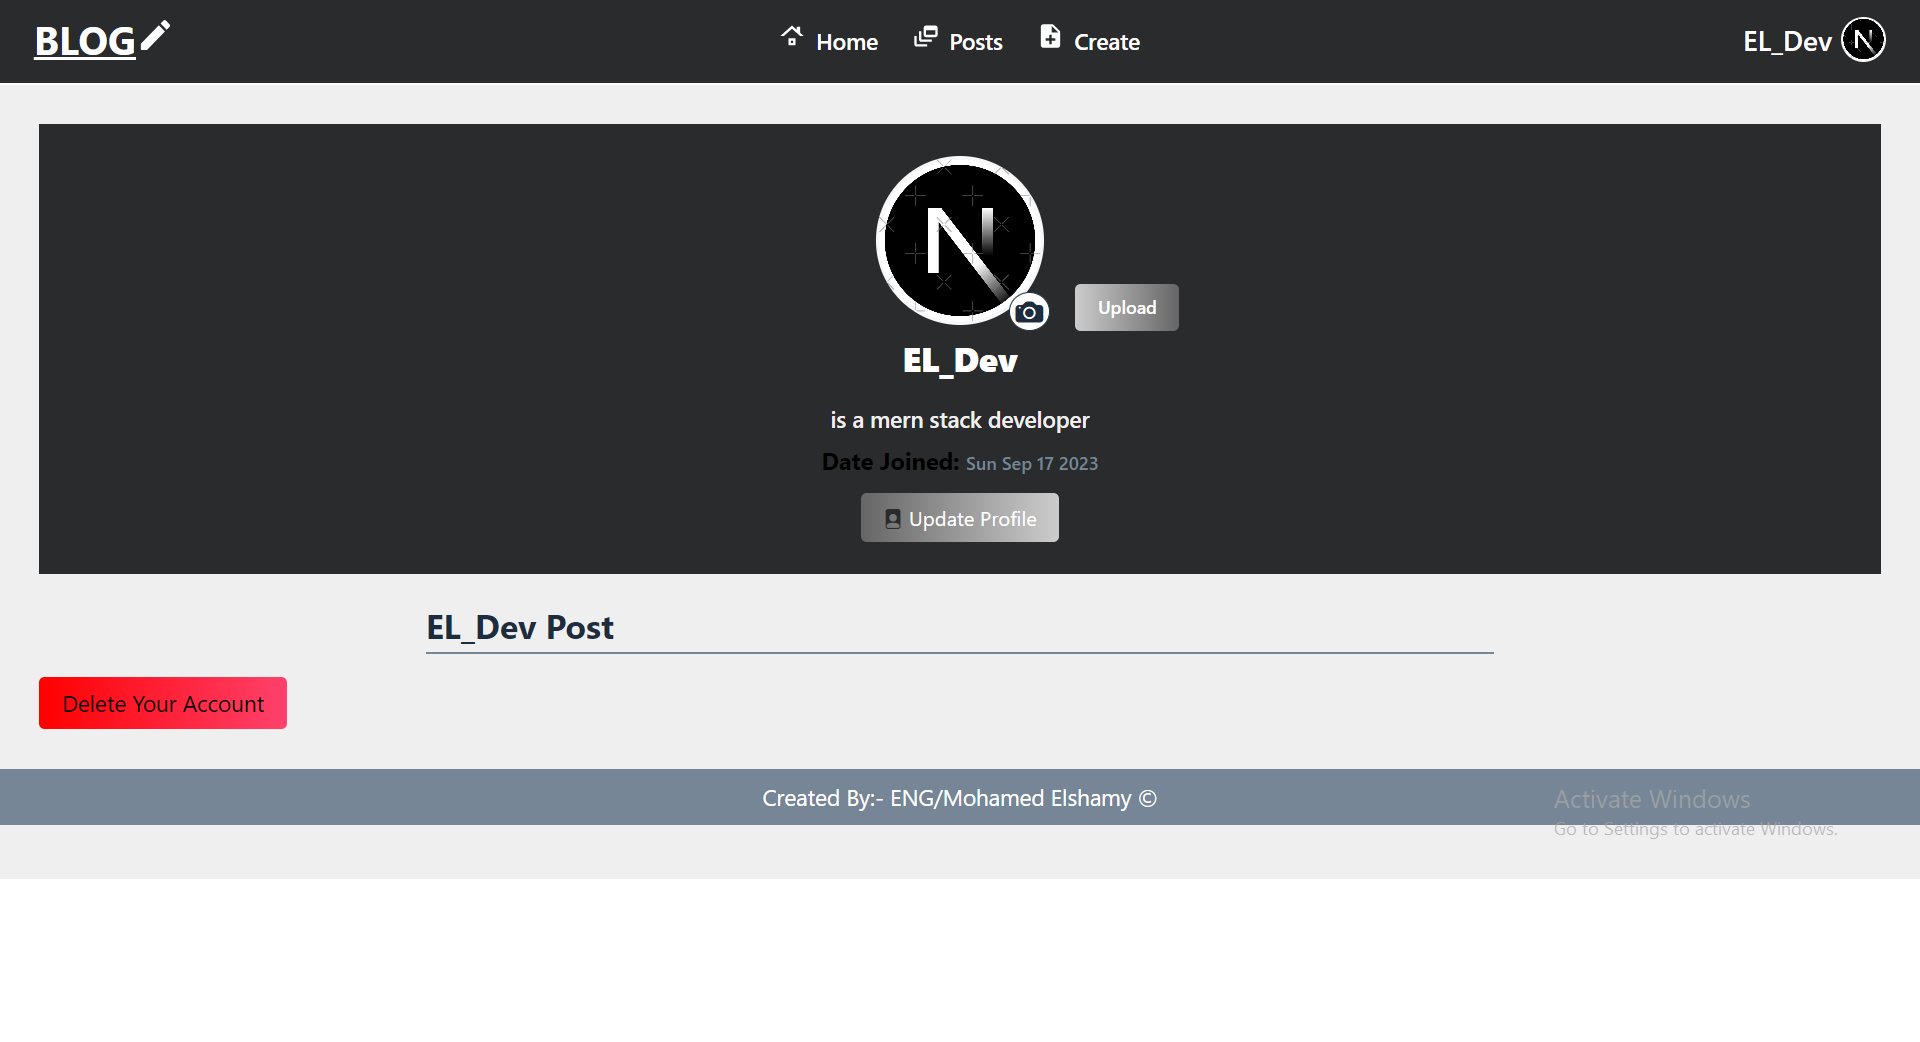 BLOG
Home
Posts
Create
EL_Dev
Upload
EL_Dev
is a mern stack developer
Date Joined: Sun Sep 17 2023
Update Profile
EL_Dev Post
Delete Your Account
Created By:- ENG/Mohamed Elshamy ©
Activate Windows
Go to Settings to activate Windows.